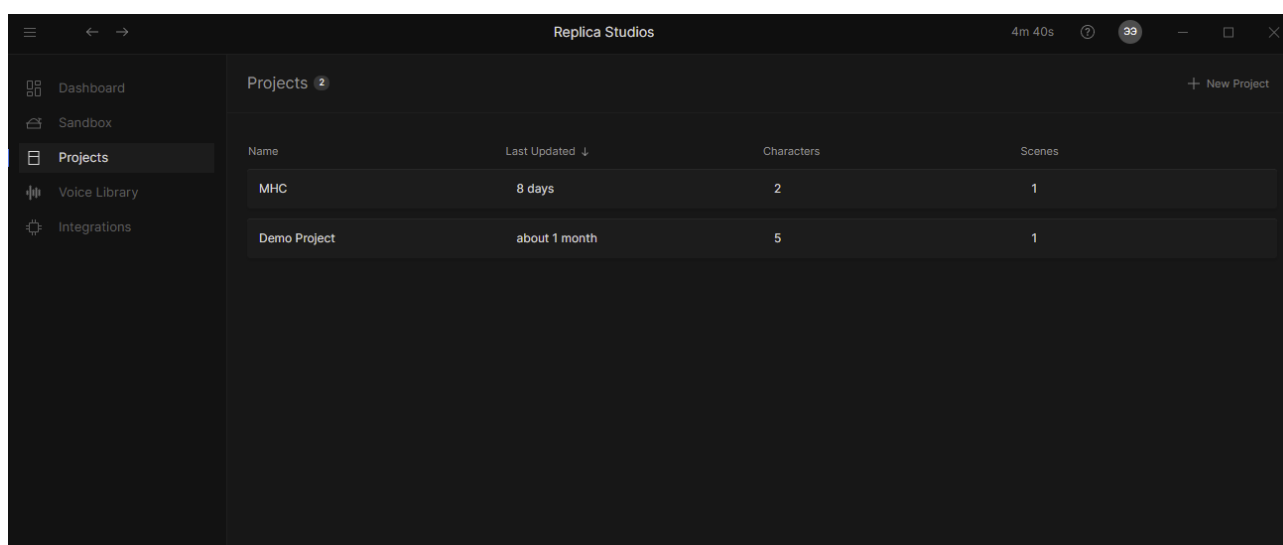 Replica Studios
4m 40s
ЭЭ
Dashboard
Sandbox
Projects
Voice Library
Integrations
Projects 2
+ New Project
Name Last Updated ↓ Characters Scenes
MHC 8 days 2 1
Demo Project about 1 month 5 1